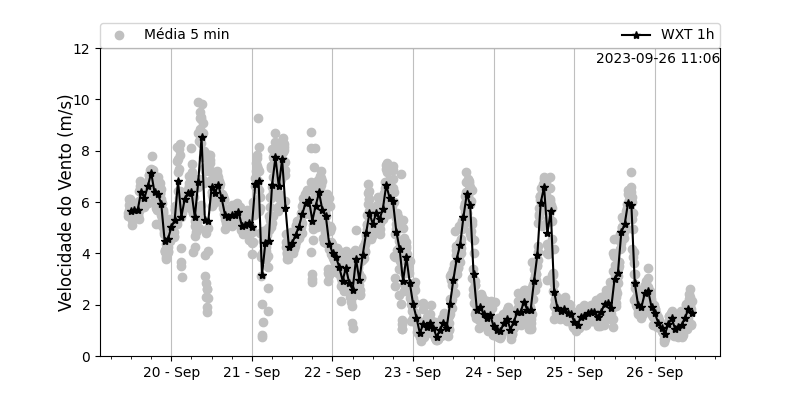 Média 5 min
WXT 1h
2023-09-26 11:06
Velocidade do Vento (m/s)
12
10
8
6
4
2
0
20 - Sep
21 - Sep
22 - Sep
23 - Sep
24 - Sep
25 - Sep
26 - Sep